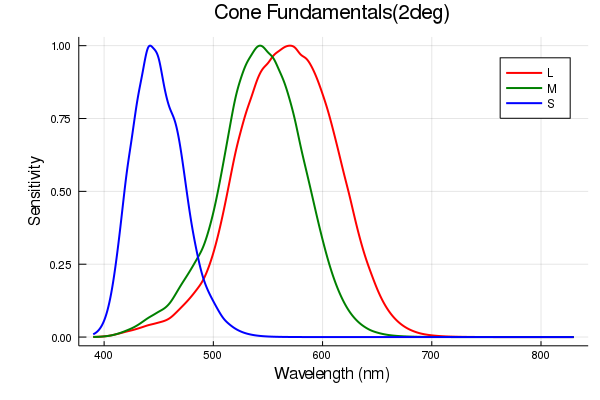 Cone Fundamentals(2deg)
1.00
0.75
0.50
0.25
0.00
Sensitivity
400 500 600 700 800
Wavelength (nm)
L
M
S